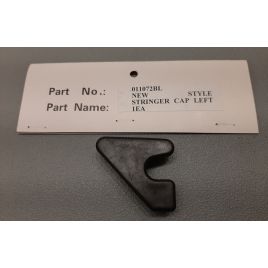 Part No.: 011072BL
NEW STYLE
Part Name: STRINGER CAP LEFT
1EA